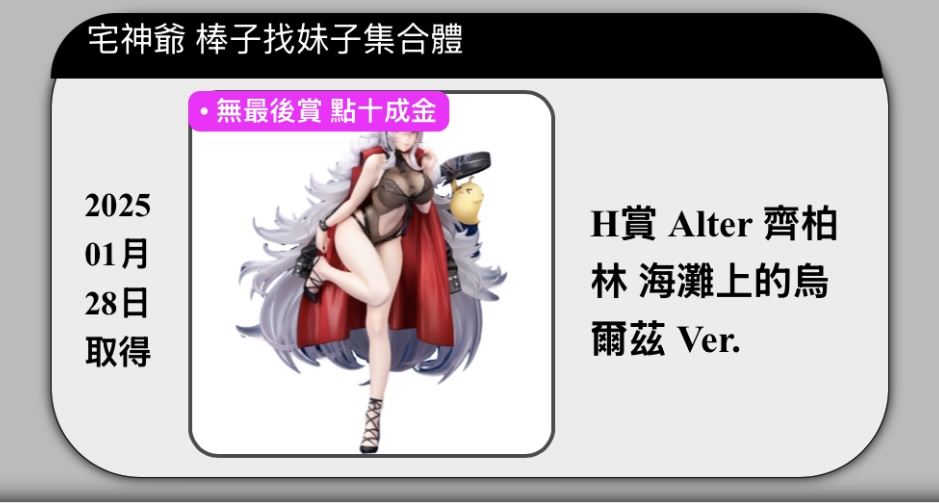 宅神爺 棒子找妹子集合體
• 無最後賞 點十成金
2025
01月
28日
取得
H賞 Alter 齊柏
林 海灘上的烏
爾茲 Ver.